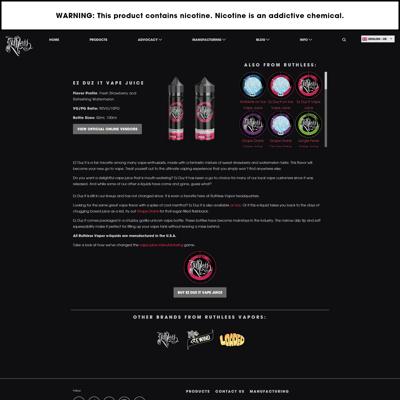 WARNING: This product contains nicotine. Nicotine is an addictive chemical.
HOME PRODUCTS ADVOCACY MANUFACTURING BLOG INFO ENGLISH
EZ DUZ IT VAPE JUICE
Flavor Profile: Fresh Strawberry and
Refreshing Watermelon
VG/PG Ratio:
Bottle Sizes: 60ml, 100ml
VIEW OFFICIAL ONLINE VENDORS
ALSO FROM RUTHLESS:
EZ Duz It is a fan favorite among many vape enthusiasts, made with a fantastic mixture of sweet strawberry and watermelon taste. This flavor will
become your new go to vape. Treat yourself out to the ultimate vaping experience that you simply won't find anywhere else.
Do you want a delightful vape juice that is mouth-watering? Ez Duz It has been a go to choice for many of our local vape customers since it was
released. And while some of our other e-liquids have come and gone, guess what?
Ez Duz It is still in our lineup and has not changed since. It is even a favorite here at Ruthless Vapor headquarters.
Looking for the same great vapor flavor with a splash of cool menthol? Ez Duz It is also available on ice. Or if this e-liquid takes you back to the days of
chugging boxed juice as a kid, try out Grape Drank for that sugar-filled flashback.
Ez Duz It comes packaged in a chubby gorilla unicorn vape bottle. These bottles have become mainstays in the industry. The narrow drip tip and soft
squeezability make it perfect for filling up your vape tank without leaving a mess behind.
All Ruthless Vapor e-liquids are manufactured in the U.S.A.
Take a look at how we've changed the vape juice manufacturing game.
BUY EZ DUZ IT VAPE JUICE
OTHER BRANDS FROM RUTHLESS VAPORS:
Ruthless
LOADED
PRODUCTS CONTACT US MANUFACTURING